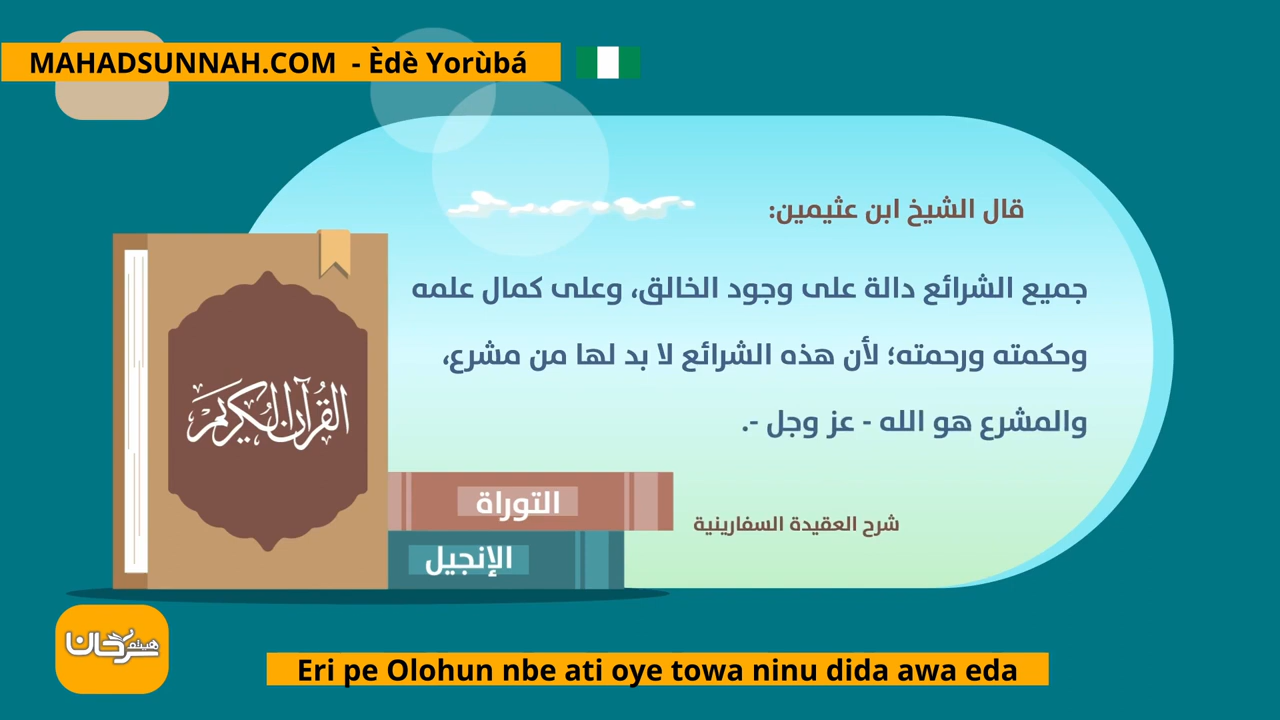 MAHADSUNNAH.COM - Èdè Yorùbá
قال الشيخ ابن عثيمين:
جميع الشرائع دالة على وجود الخالق، وعلى كمال علمه
وحكمته ورحمته؛ لأن هذه الشرائع لا بد لها من مشرع،
والمشرع هو الله - عز وجل -.
القرآن الكريم
التوراة
شرح العقيدة السفارينية
الإنجيل
هيثم سرحان
Eri pe Olohun nbe ati oye towa ninu dida awa eda